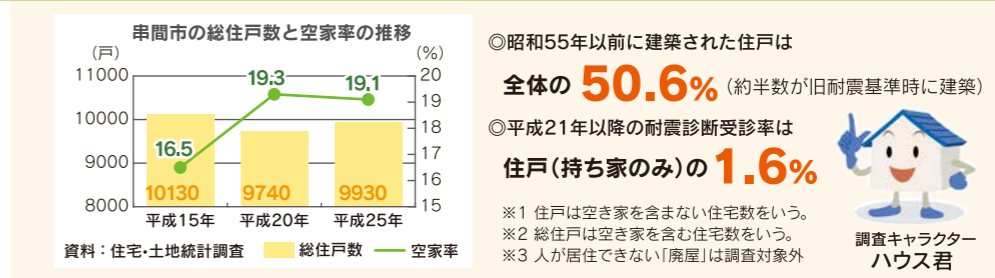 串間市の総住戸数と空家率の推移
(戸)
(%)
11000
10000
9000
8000
20
19
18
17
16
15
16.5
19.3
19.1
10130
9740
9930
平成15年
平成20年
平成25年
資料:住宅・土地統計調査
総住戸数
空家率
◎昭和55年以前に建築された住戸は
全体の 50.6% (約半数が旧耐震基準時に建築)
◎平成21年以降の耐震診断受診率は
住戸(持ち家のみ)の 1.6%
※1 住戸は空き家を含まない住宅数をいう。
※2 総住戸は空き家を含む住宅数をいう。
※3 人が居住できない「廃屋」は調査対象外
調査キャラクター
ハウス君